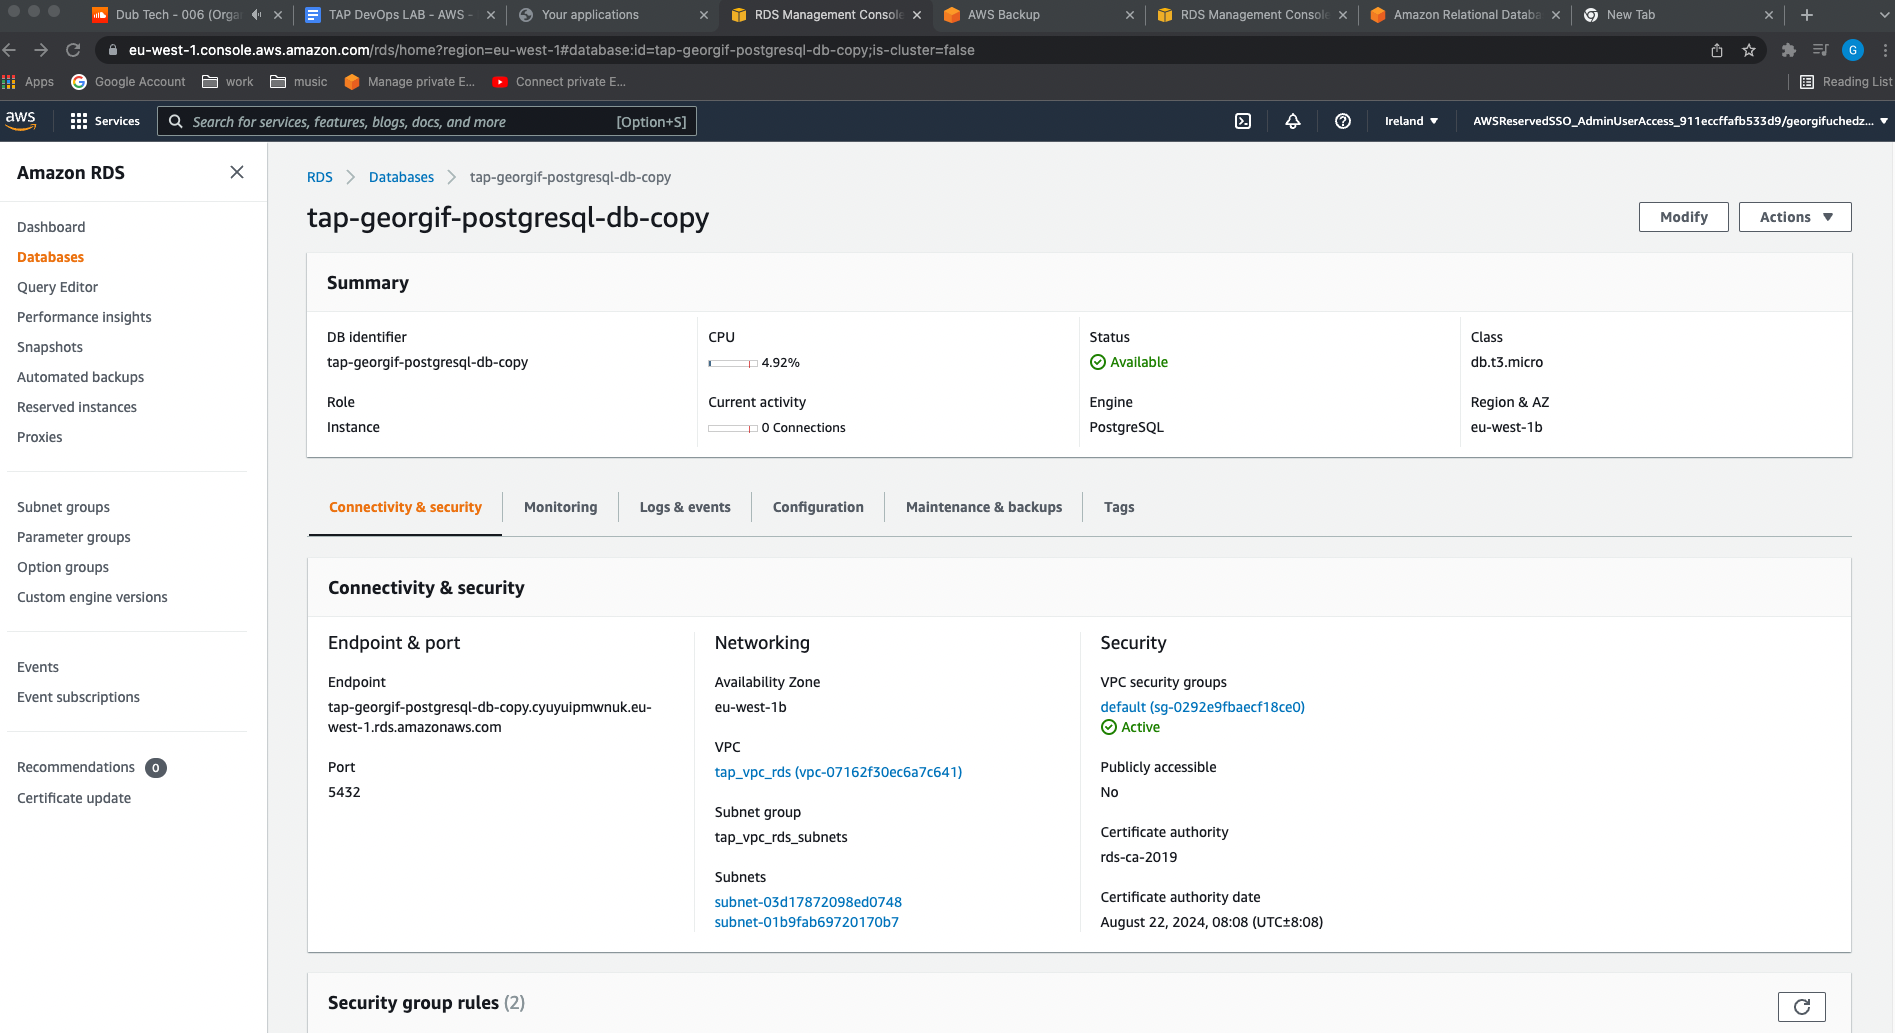 Dub Tech - 006 (Orga
TAP DevOps LAB - AWS -
Your applications
RDS Management Console
AWS Backup
RDS Management Console
Amazon Relational Databa
New Tab
eu-west-1.console.aws.amazon.com/rds/home?region=eu-west-1#database:id=tap-georgif-postgresql-db-copy;is-cluster=false
G
Apps
Google Account
work
music
Manage private E...
Connect private E...
Reading List
aws
Services
Search for services, features, blogs, docs, and more
[Option+S]
Ireland
AWSReservedSSO_AdminUserAccess_911eccffafb533d9/georgifuchedz...
Amazon RDS
Dashboard
Databases
Query Editor
Performance insights
Snapshots
Automated backups
Reserved instances
Proxies
Subnet groups
Parameter groups
Option groups
Custom engine versions
Events
Event subscriptions
Recommendations 0
Certificate update
RDS
Databases
tap-georgif-postgresql-db-copy
tap-georgif-postgresql-db-copy
Modify
Actions
Summary
DB identifier
tap-georgif-postgresql-db-copy
CPU
4.92%
Status
Available
Class
db.t3.micro
Role
Instance
Current activity
0 Connections
Engine
PostgreSQL
Region & AZ
eu-west-1b
Connectivity & security
Monitoring
Logs & events
Configuration
Maintenance & backups
Tags
Connectivity & security
Endpoint & port
Endpoint
tap-georgif-postgresql-db-copy.cyuyuipmwnuk.eu-
west-1.rds.amazonaws.com
Port
5432
Networking
Availability Zone
eu-west-1b
VPC
tap_vpc_rds (vpc-07162f30ec6a7c641)
Subnet group
tap_vpc_rds_subnets
Subnets
subnet-03d17872098ed0748
subnet-01b9fab69720170b7
Security
VPC security groups
default (sg-0292e9fbaecf18ce0)
Active
Publicly accessible
No
Certificate authority
rds-ca-2019
Certificate authority date
August 22, 2024, 08:08 (UTC±8:08)
Security group rules (2)